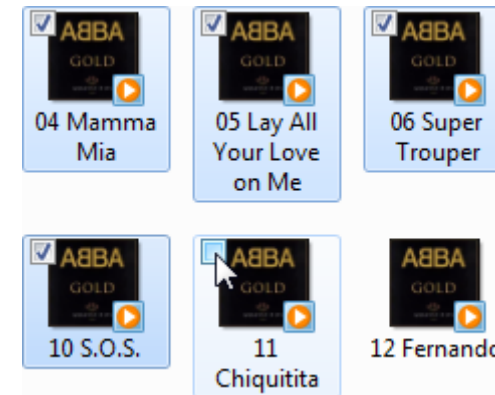 ABBA
GOLD
ABBA
GOLD
ABBA
GOLD
04 Mamma
Mia
05 Lay All
Your Love
on Me
06 Super
Trouper
ABBA
GOLD
ABBA
GOLD
ABBA
GOLD
10 S.O.S.
11
Chiquitita
12 Fernando